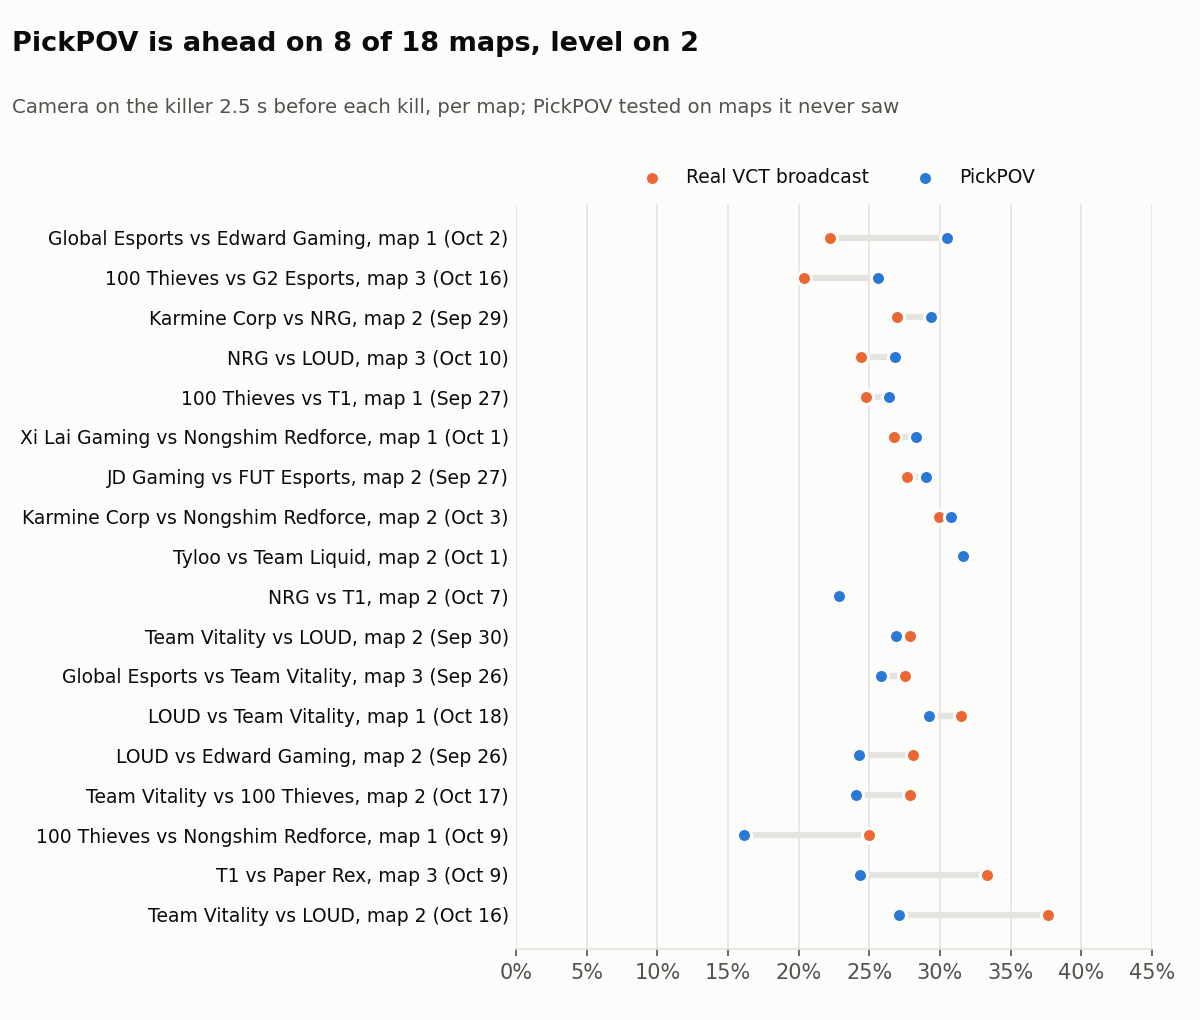 PickPOV is ahead on 8 of 18 maps, level on 2
Camera on the killer 2.5 s before each kill, per map; PickPOV tested on maps it never saw
Real VCT broadcast PickPOV
Global Esports vs Edward Gaming, map 1 (Oct 2)
100 Thieves vs G2 Esports, map 3 (Oct 16)
Karmine Corp vs NRG, map 2 (Sep 29)
NRG vs LOUD, map 3 (Oct 10)
100 Thieves vs T1, map 1 (Sep 27)
Xi Lai Gaming vs Nongshim Redforce, map 1 (Oct 1)
JD Gaming vs FUT Esports, map 2 (Sep 27)
Karmine Corp vs Nongshim Redforce, map 2 (Oct 3)
Tyloo vs Team Liquid, map 2 (Oct 1)
NRG vs T1, map 2 (Oct 7)
Team Vitality vs LOUD, map 2 (Sep 30)
Global Esports vs Team Vitality, map 3 (Sep 26)
LOUD vs Team Vitality, map 1 (Oct 18)
LOUD vs Edward Gaming, map 2 (Sep 26)
Team Vitality vs 100 Thieves, map 2 (Oct 17)
100 Thieves vs Nongshim Redforce, map 1 (Oct 9)
T1 vs Paper Rex, map 3 (Oct 9)
Team Vitality vs LOUD, map 2 (Oct 16)
0% 5% 10% 15% 20% 25% 30% 35% 40% 45%